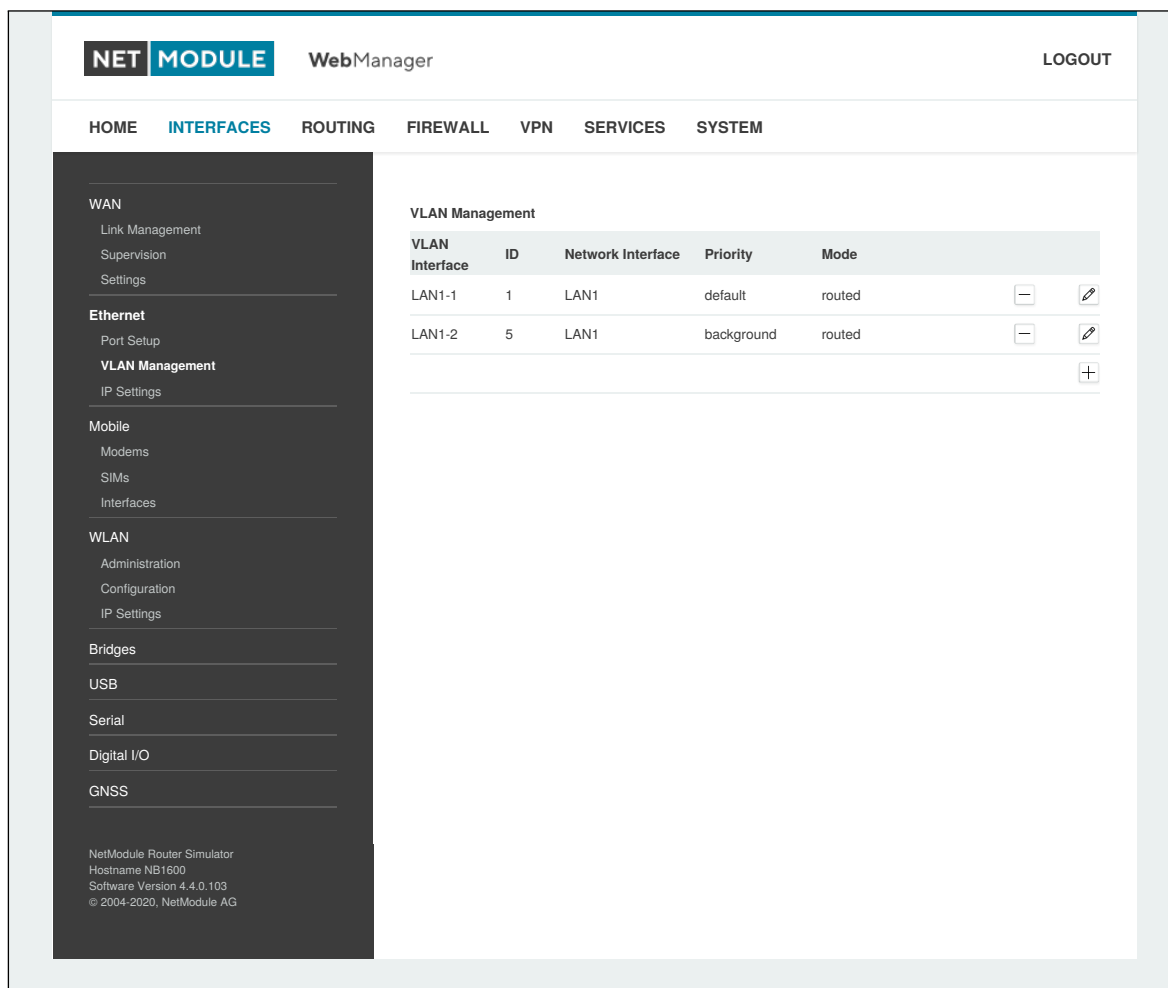 NET MODULE WebManager LOGOUT
HOME INTERFACES ROUTING FIREWALL VPN SERVICES SYSTEM
WAN
Link Management
Supervision
Settings
Ethernet
Port Setup
VLAN Management
IP Settings
Mobile
Modems
SIMs
Interfaces
WLAN
Administration
Configuration
IP Settings
Bridges
USB
Serial
Digital I/O
GNSS
NetModule Router Simulator
Hostname NB1600
Software Version 4.4.0.103
© 2004-2020, NetModule AG
VLAN Management
VLAN
Interface ID Network Interface Priority Mode
LAN1-1 1 LAN1 default routed
LAN1-2 5 LAN1 background routed